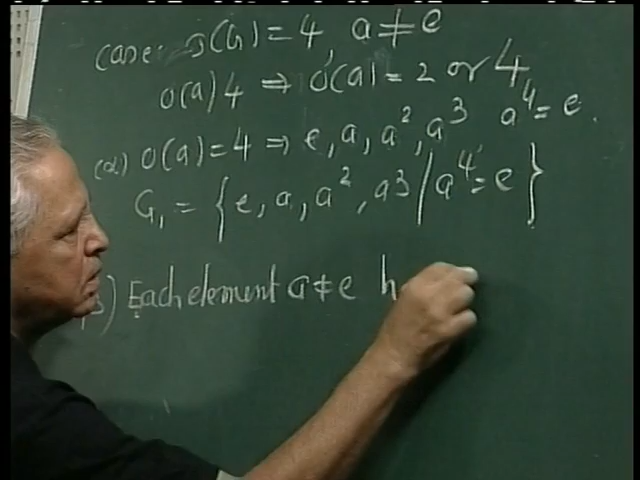 case: o(G) = 4, a ≠ e
o(a) 4 ⇒ o(a) = 2 or 4
(α) o(a) = 4 ⇒ e, a, a², a³ a⁴ = e.
G₁ = { e, a, a², a³ / a⁴ = e }
β) Each element a ≠ e h